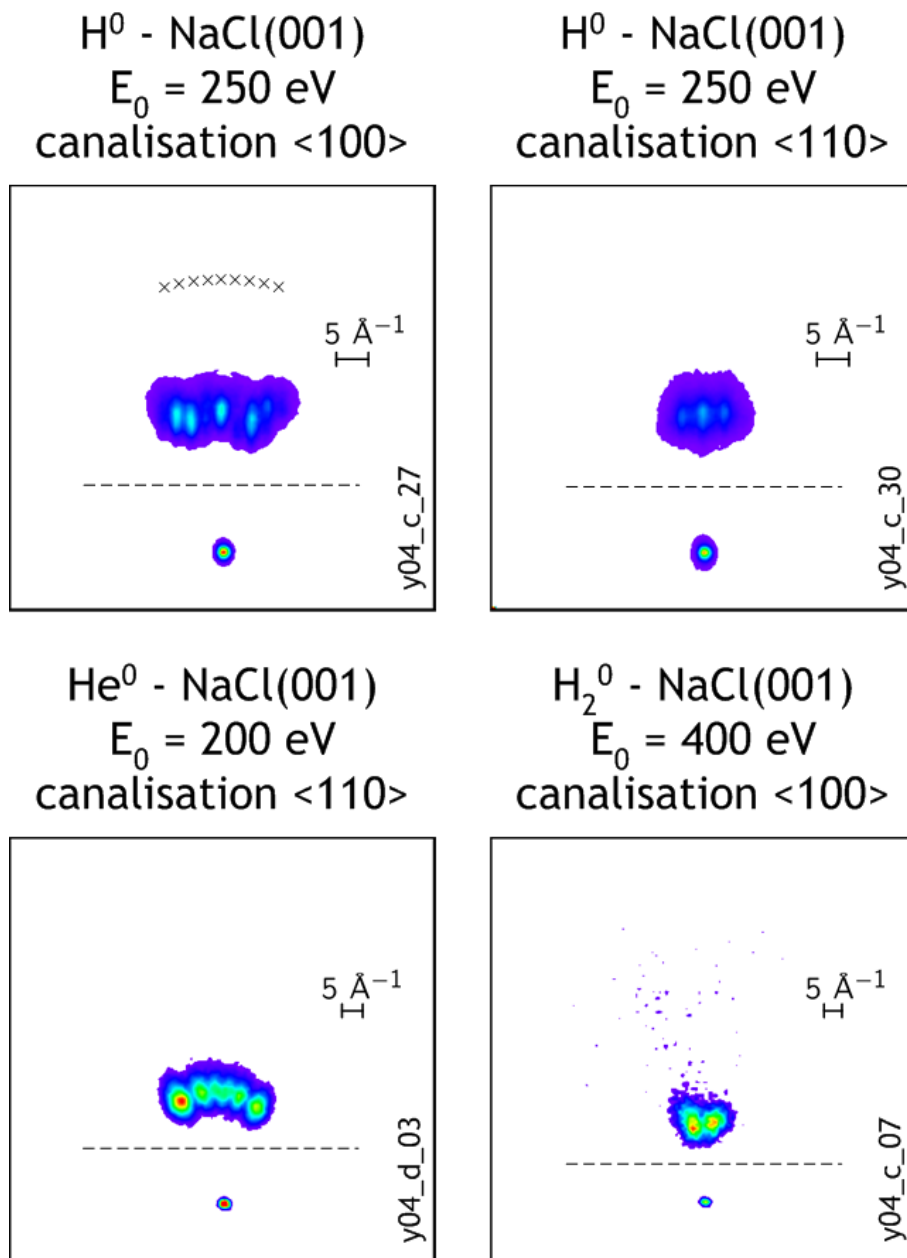 H⁰ - NaCl(001)
E₀ = 250 eV
canalisation <100>
5 Å⁻¹
y04_c_27
H⁰ - NaCl(001)
E₀ = 250 eV
canalisation <110>
5 Å⁻¹
y04_c_30
He⁰ - NaCl(001)
E₀ = 200 eV
canalisation <110>
5 Å⁻¹
y04_d_03
H₂⁰ - NaCl(001)
E₀ = 400 eV
canalisation <100>
5 Å⁻¹
y04_c_07